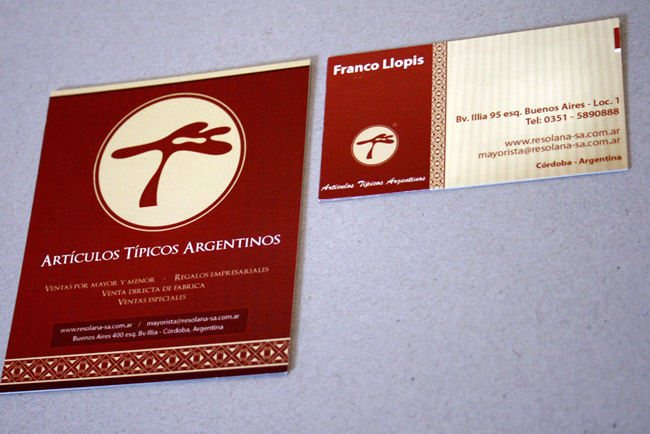 ARTÍCULOS TÍPICOS ARGENTINOS
VENTAS POR MAYOR Y MENOR - REGALOS EMPRESARIALES
VENTA DIRECTA DE FABRICA
VENTAS ESPECIALES
www.resolana-sa.com.ar / mayorista@resolana-sa.com.ar
Buenos Aires 400 esq. Bv Illia - Córdoba, Argentina
Franco Llopis
®
Artículos Típicos Argentinos
Bv. Illia 95 esq. Buenos Aires - Loc. 1
Tel: 0351 - 5890888
www.resolana-sa.com.ar
mayorista@resolana-sa.com.ar
Córdoba - Argentina